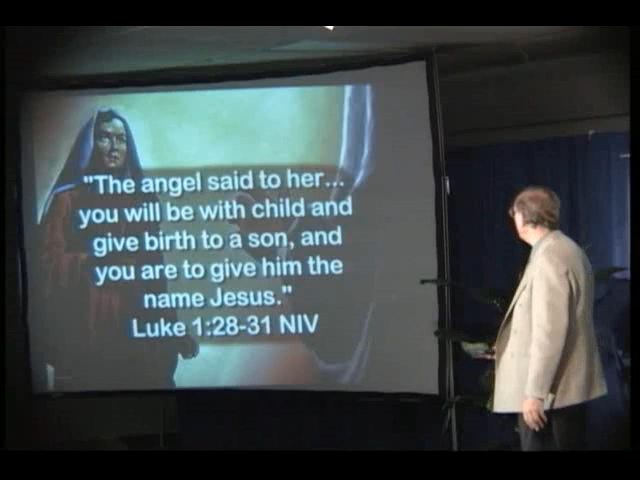 "The angel said to her...
you will be with child and
give birth to a son, and
you are to give him the
name Jesus."
Luke 1:28-31 NIV